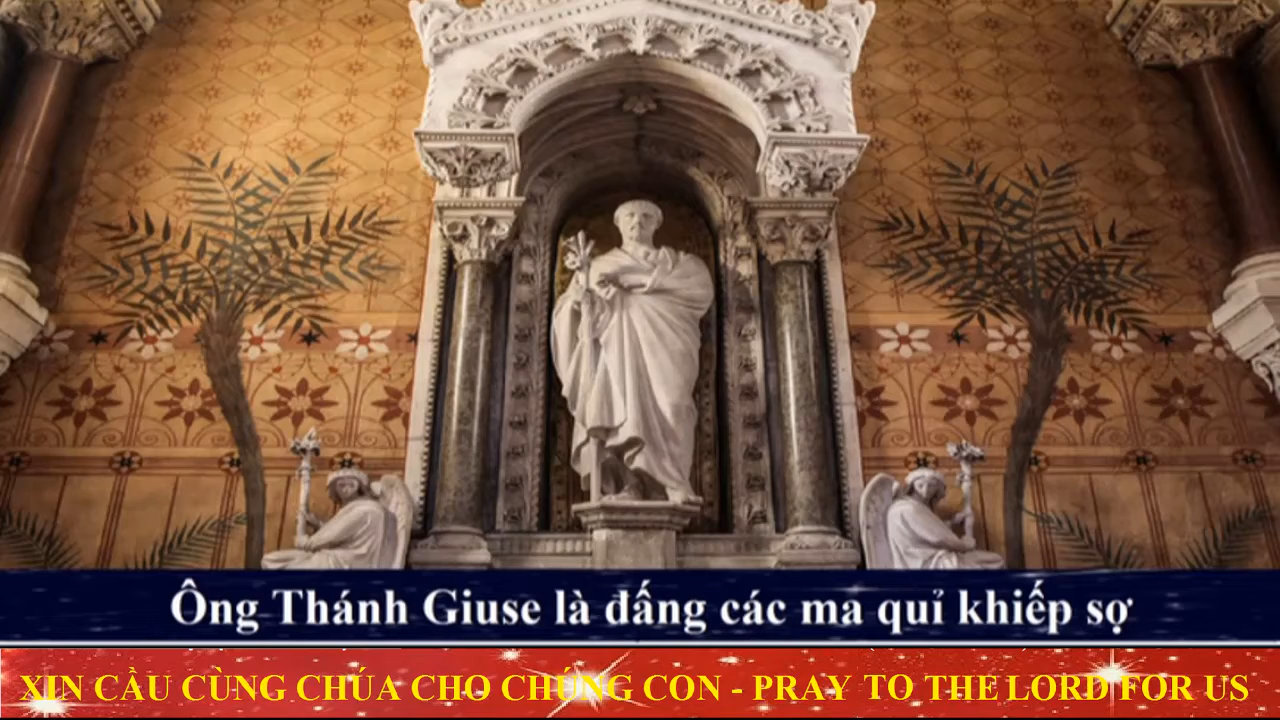 Ông Thánh Giuse là đấng các ma quỉ khiếp sợ
XIN CẦU CÙNG CHÚA CHO CHÚNG CON - PRAY TO THE LORD FOR US